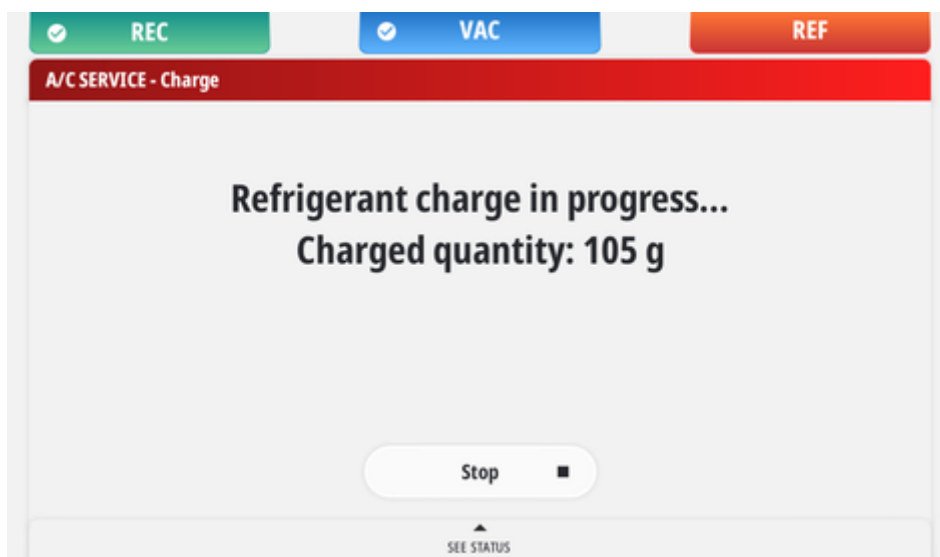 REC
VAC
REF
A/C SERVICE - Charge
Refrigerant charge in progress...
Charged quantity: 105 g
Stop
SEE STATUS